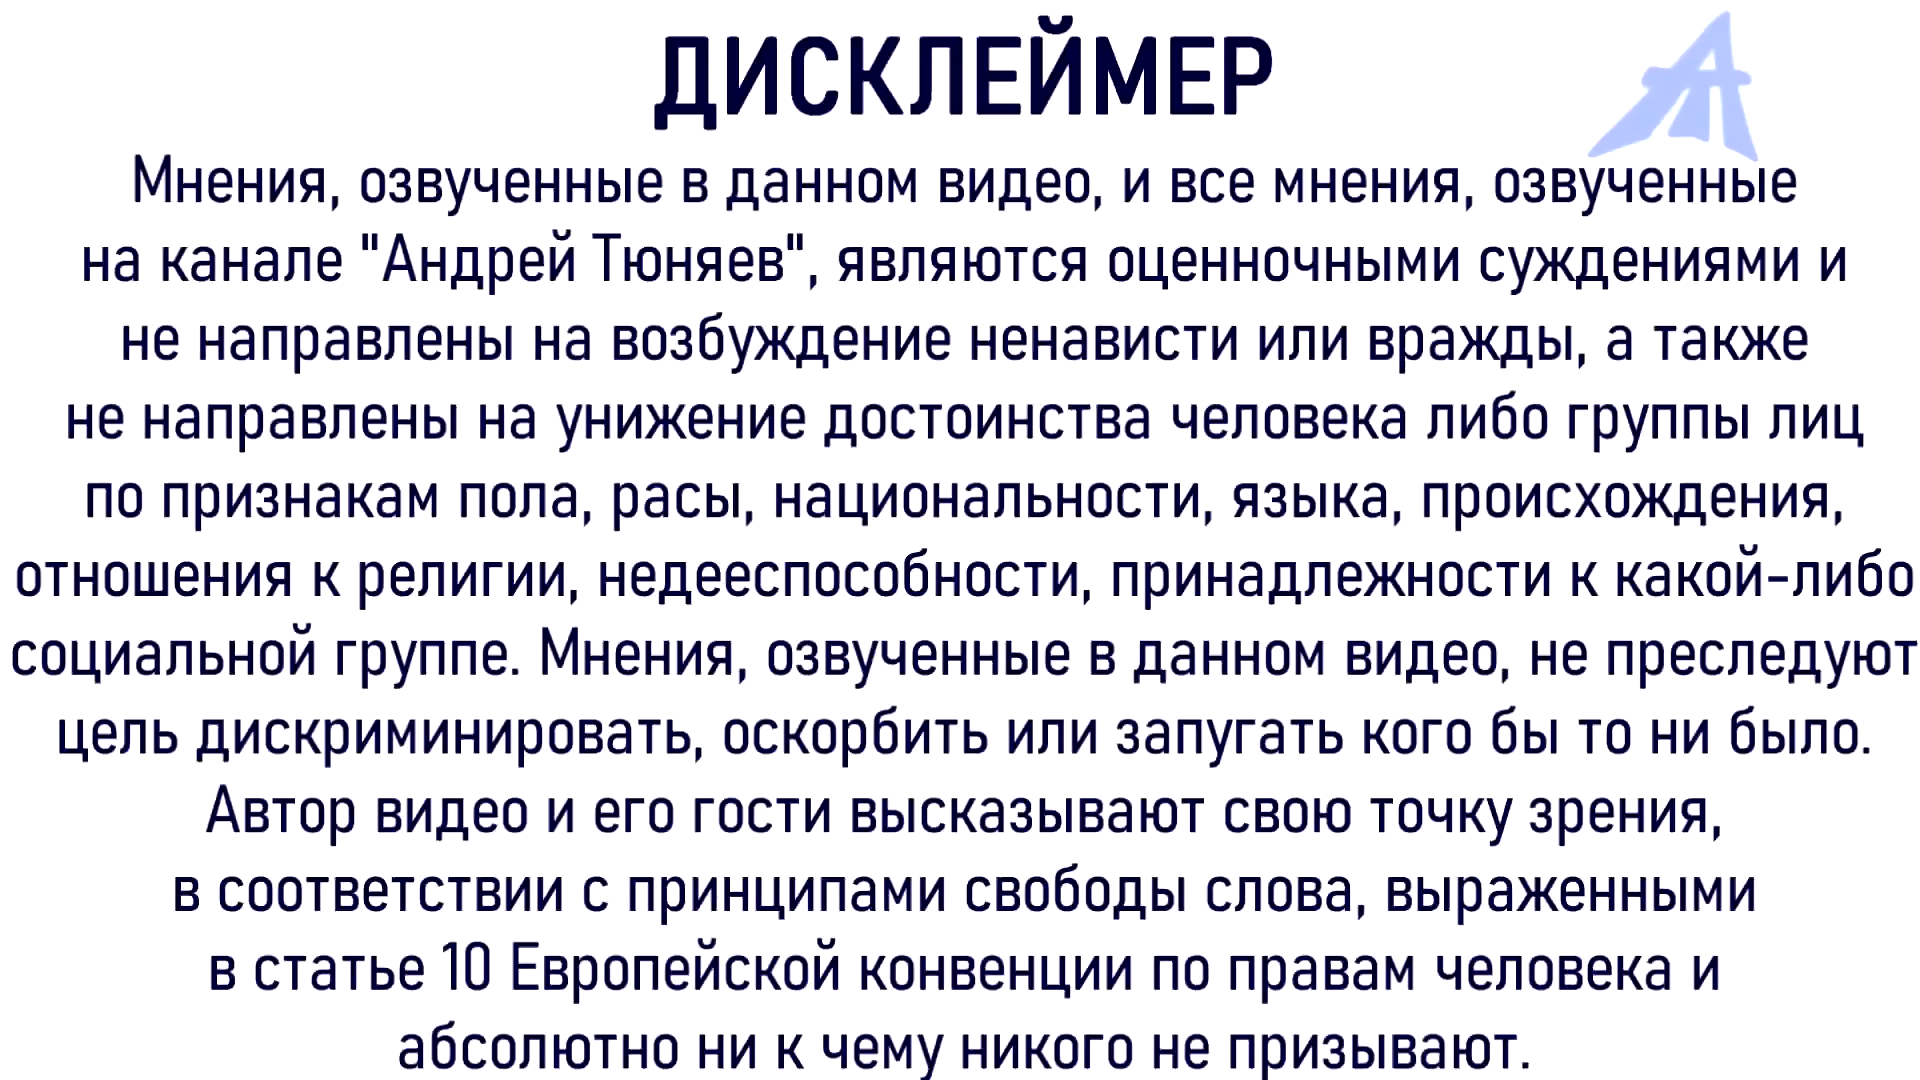 ДИСКЛЕЙМЕР
Мнения, озвученные в данном видео, и все мнения, озвученные
на канале "Андрей Тюняев", являются оценночными суждениями и
не направлены на возбуждение ненависти или вражды, а также
не направлены на унижение достоинства человека либо группы лиц
по признакам пола, расы, национальности, языка, происхождения,
отношения к религии, недееспособности, принадлежности к какой-либо
социальной группе. Мнения, озвученные в данном видео, не преследуют
цель дискриминировать, оскорбить или запугать кого бы то ни было.
Автор видео и его гости высказывают свою точку зрения,
в соответствии с принципами свободы слова, выраженными
в статье 10 Европейской конвенции по правам человека и
абсолютно ни к чему никого не призывают.